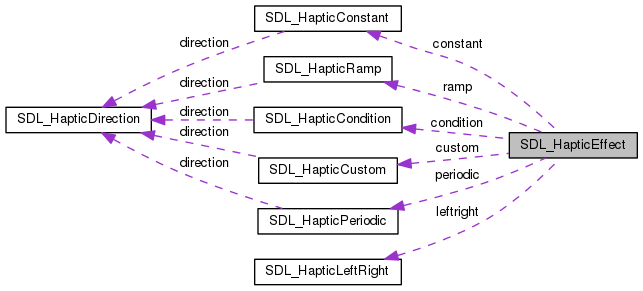 SDL_HapticConstant
direction
constant
SDL_HapticRamp
direction
ramp
SDL_HapticDirection
direction
SDL_HapticCondition
condition
SDL_HapticEffect
direction
SDL_HapticCustom
custom
direction
periodic
SDL_HapticPeriodic
leftright
SDL_HapticLeftRight